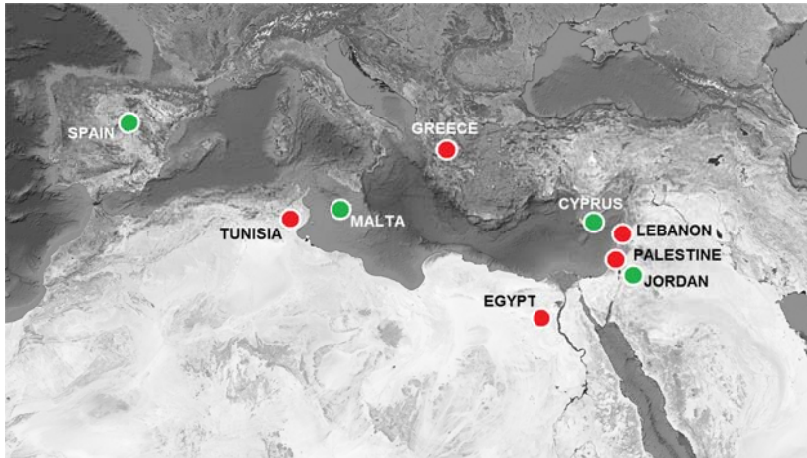 SPAIN
GREECE
TUNISIA
MALTA
CYPRUS
LEBANON
PALESTINE
JORDAN
EGYPT